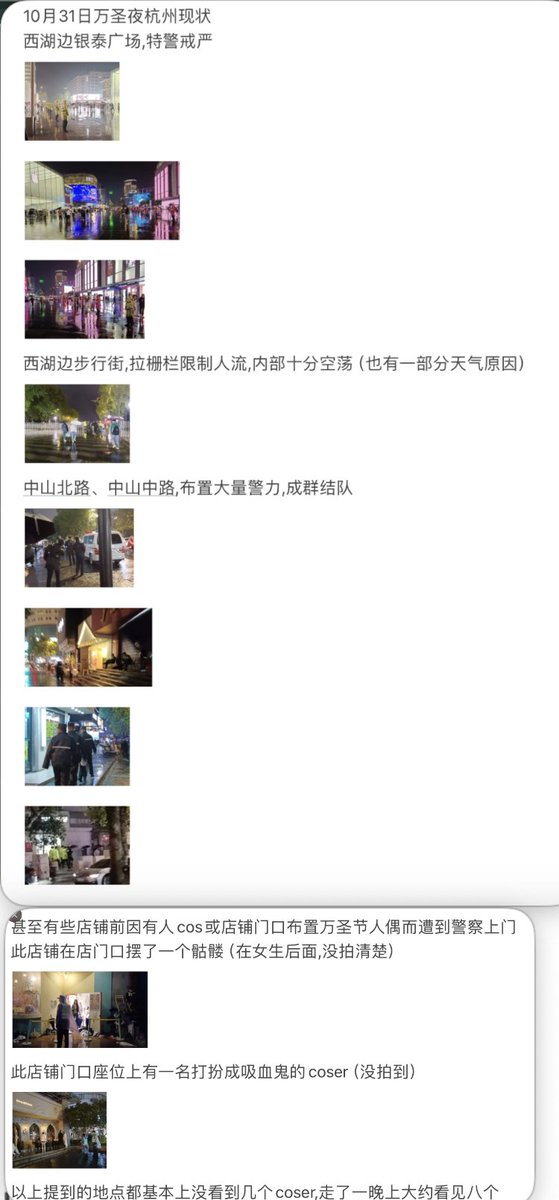 10月31日万圣夜杭州现状
西湖边银泰广场,特警戒严
西湖边步行街,拉栅栏限制人流,内部十分空荡（也有一部分天气原因）
中山北路、中山中路,布置大量警力,成群结队
甚至有些店铺前因有人cos或店铺门口布置万圣节人偶而遭到警察上门
此店铺在店门口摆了一个骷髅（在女生后面,没拍清楚）
此店铺门口座位上有一名打扮成吸血鬼的coser（没拍到）
以上提到的地点都基本上没看到几个coser,走了一晚上大约看见八个